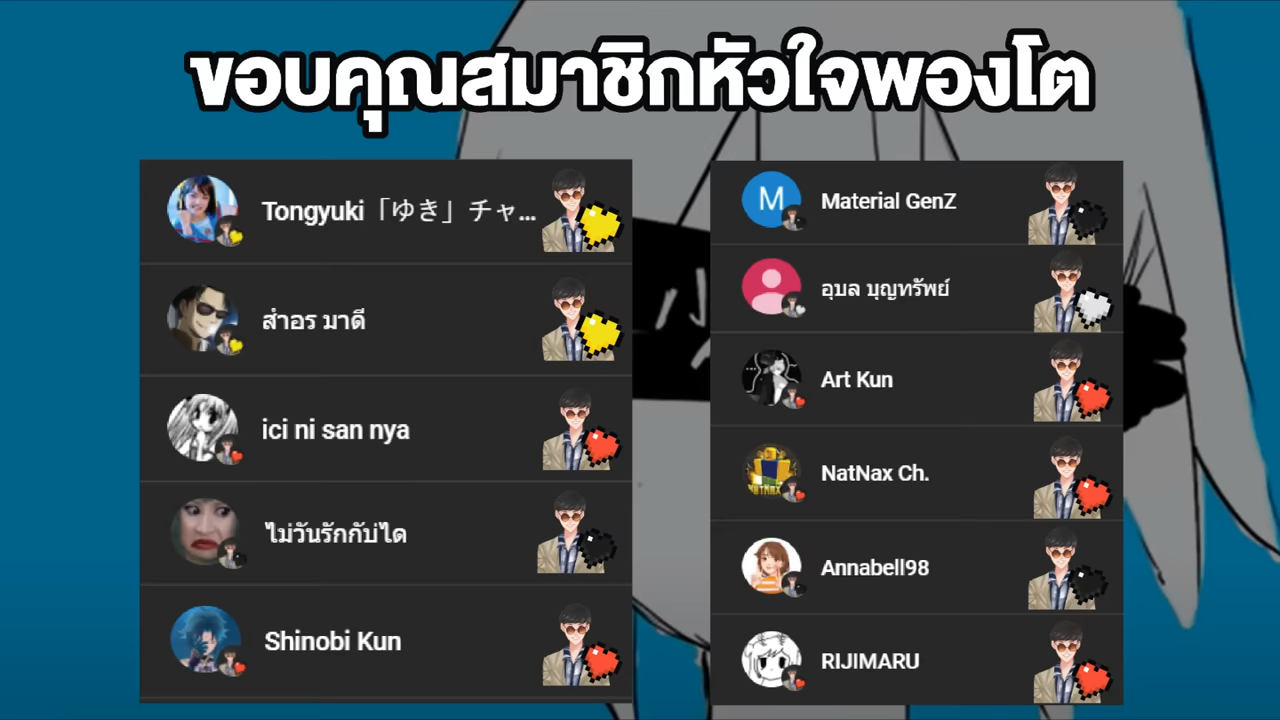 ขอบคุณสมาชิกหัวใจพองโต
Tongyuki「ゆき」チャ...
สำอร มาดี
ici ni san nya
ไม่วันรักกับได
Shinobi Kun
M
Material GenZ
อุบล บุญทรัพย์
Art Kun
NatNax Ch.
NATNAX
Annabell98
RIJIMARU